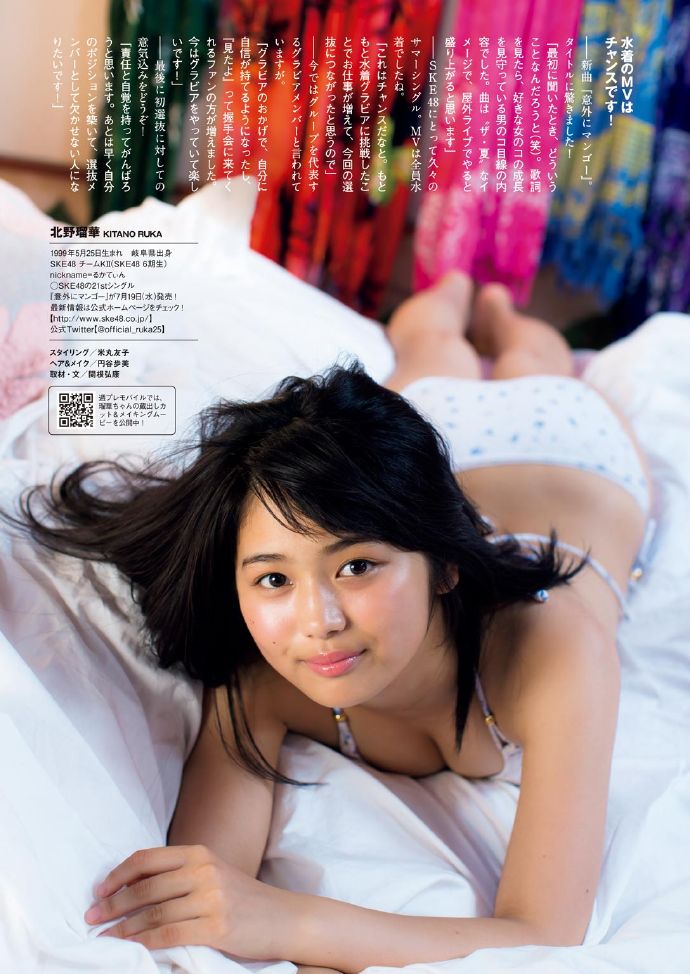 水着のMVは
チャンスです！
――新曲『意外にマンゴー』。
タイトルに驚きました！
「最初に聞いたとき、どういう
ことなんだろうと（笑）。歌詞
を見たら、好きな女のコの成長
を見守っている男のコ目線の内
容でした。曲は〝ザ・夏〟なイ
メージで、屋外ライブでやると
盛り上がると思います」
――SKE48にとって久々の
サマーシングル。MVは全員水
着でしたね。
「これはチャンスだなと。もと
もと水着グラビアに挑戦したこ
とでお仕事が増えて、今回の選
抜につながったと思うので」
――今ではグループを代表す
るグラビアメンバーと言われて
いますが。
「グラビアのおかげで、自分に
自信が持てるようになったし、
『見たよ』って握手会に来てく
れるファンの方が増えました。
今はグラビアをやっていて楽し
いです！」
――最後に初選抜に対しての
意気込みをどうぞ！
「責任と自覚を持ってがんばろ
うと思います。あとは早く自分
のポジションを築いて、選抜メ
ンバーとして欠かせない人にな
りたいです！」
北野瑠華 KITANO RUKA
1999年5月25日生まれ 岐阜県出身
SKE48 チームKⅡ（SKE48 6期生）
nickname=るかてぃん
○SKE48の21stシングル
『意外にマンゴー』が7月19日（水）発売！
最新情報は公式ホームページをチェック！
【http://www.ske48.co.jp/】
公式Twitter【@official_ruka25】
スタイリング／米丸友子
ヘア&メイク／円谷歩美
取材・文／関根弘康
週プレモバイルでは、
瑠華ちゃんの蔵出しカ
ット&メイキングムー
ビーを公開中！